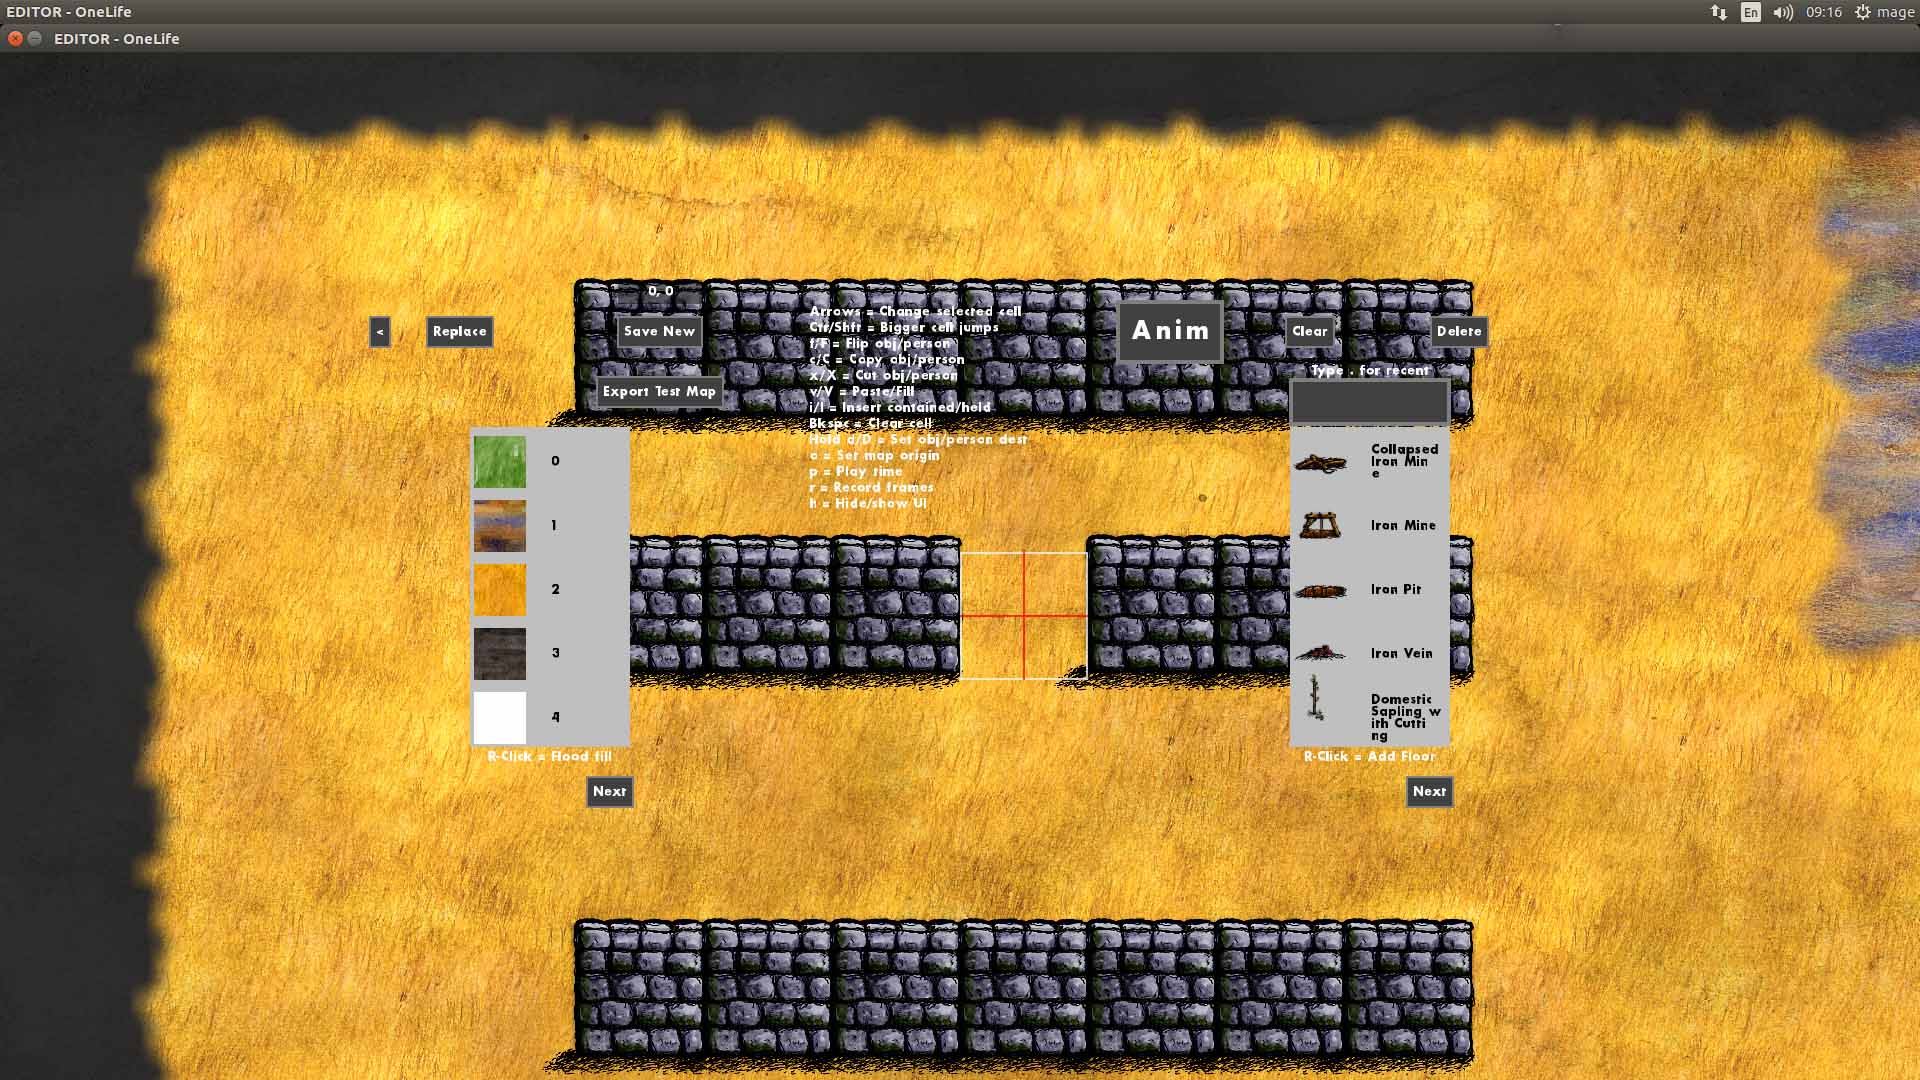 EDITOR - OneLife
En
09:16
mage
EDITOR - OneLife
0, 0
<
Replace
Save New
Export Test Map
Arrows = Change selected cell
Ctr/Shft = Bigger cell jumps
f/F = Flip obj/person
c/C = Copy obj/person
x/X = Cut obj/person
v/V = Paste/Fill
i/I = Insert contained/held
Bkspc = Clear cell
Hold d/D = Set obj/person dest
o = Set map origin
p = Play time
r = Record frames
h = Hide/show UI
Anim
Clear
Delete
Type . for recent
0
1
2
3
4
R-Click = Flood fill
Next
Collapsed
Iron Min
e
Iron Mine
Iron Pit
Iron Vein
Domestic
Sapling w
ith Cutti
ng
R-Click = Add Floor
Next